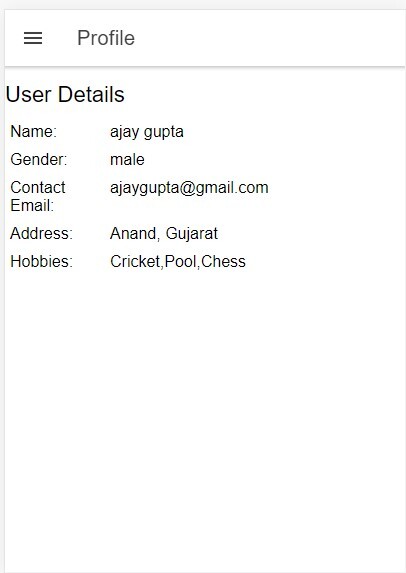 Profile
User Details
Name: ajay gupta
Gender: male
Contact Email: ajaygupta@gmail.com
Address: Anand, Gujarat
Hobbies: Cricket,Pool,Chess